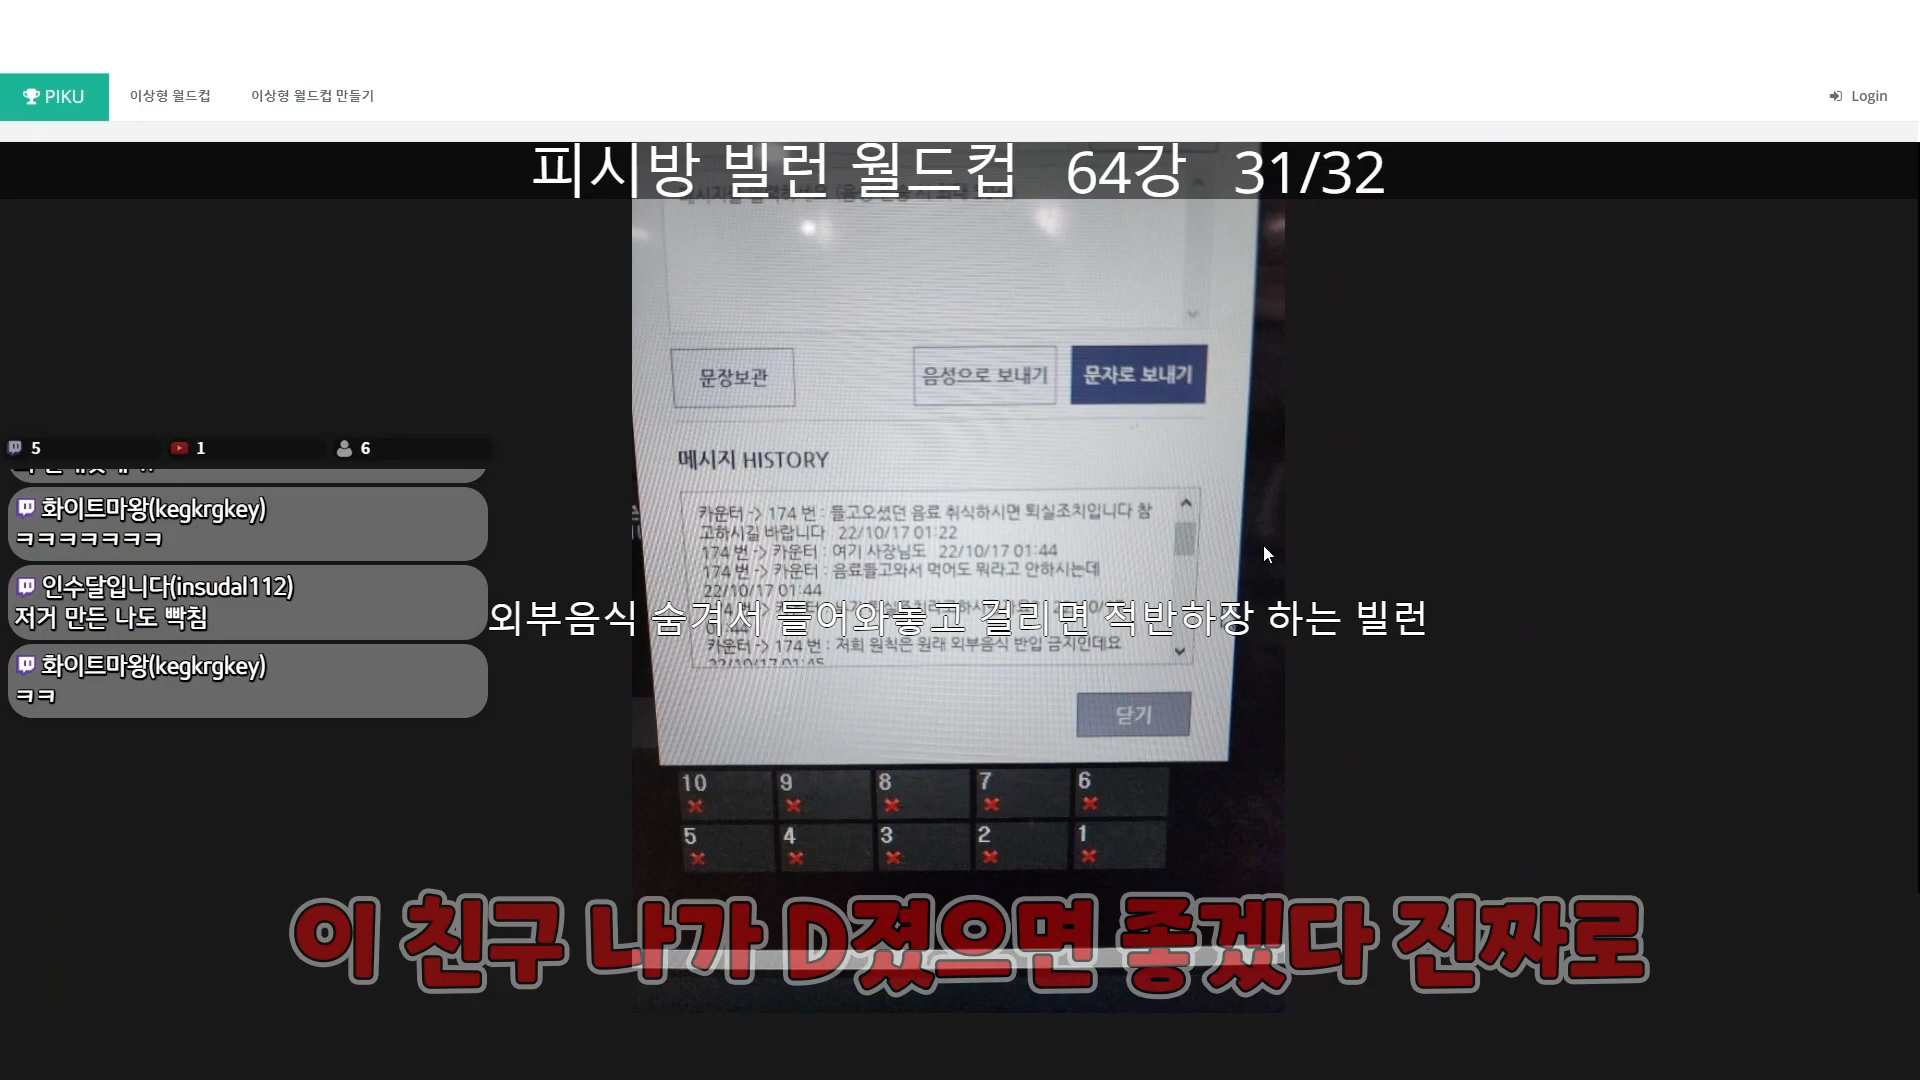 PIKU
이상형 월드컵
이상형 월드컵 만들기
Login
피시방 빌런 월드컵 64강 31/32
문장보관
음성으로 보내기
문자로 보내기
메시지 HISTORY
카운터 -> 174 번 : 들고오셨던 음료 취식하시면 퇴실조치입니다 참
고하시길 바랍니다 22/10/17 01:22
174 번 -> 카운터 : 여기 사장님도 22/10/17 01:44
174 번 -> 카운터 : 음료들고와서 먹어도 뭐라고 안하시는데
22/10/17 01:44
외부음식 숨겨서 들어와놓고 걸리면 적반하장 하는 빌런
카운터 -> 174 번 : 저희 원칙은 원래 외부음식 반입 금지인데요
22/10/17 01:45
닫기
5
1
6
화이트마왕(kegkrgkey)
ㅋㅋㅋㅋㅋㅋㅋ
인수달입니다(insudal112)
저거 만든 나도 빡침
화이트마왕(kegkrgkey)
ㅋㅋ
10 9 8 7 6
5 4 3 2 1
이 친구 나가 D졌으면 좋겠다 진짜로